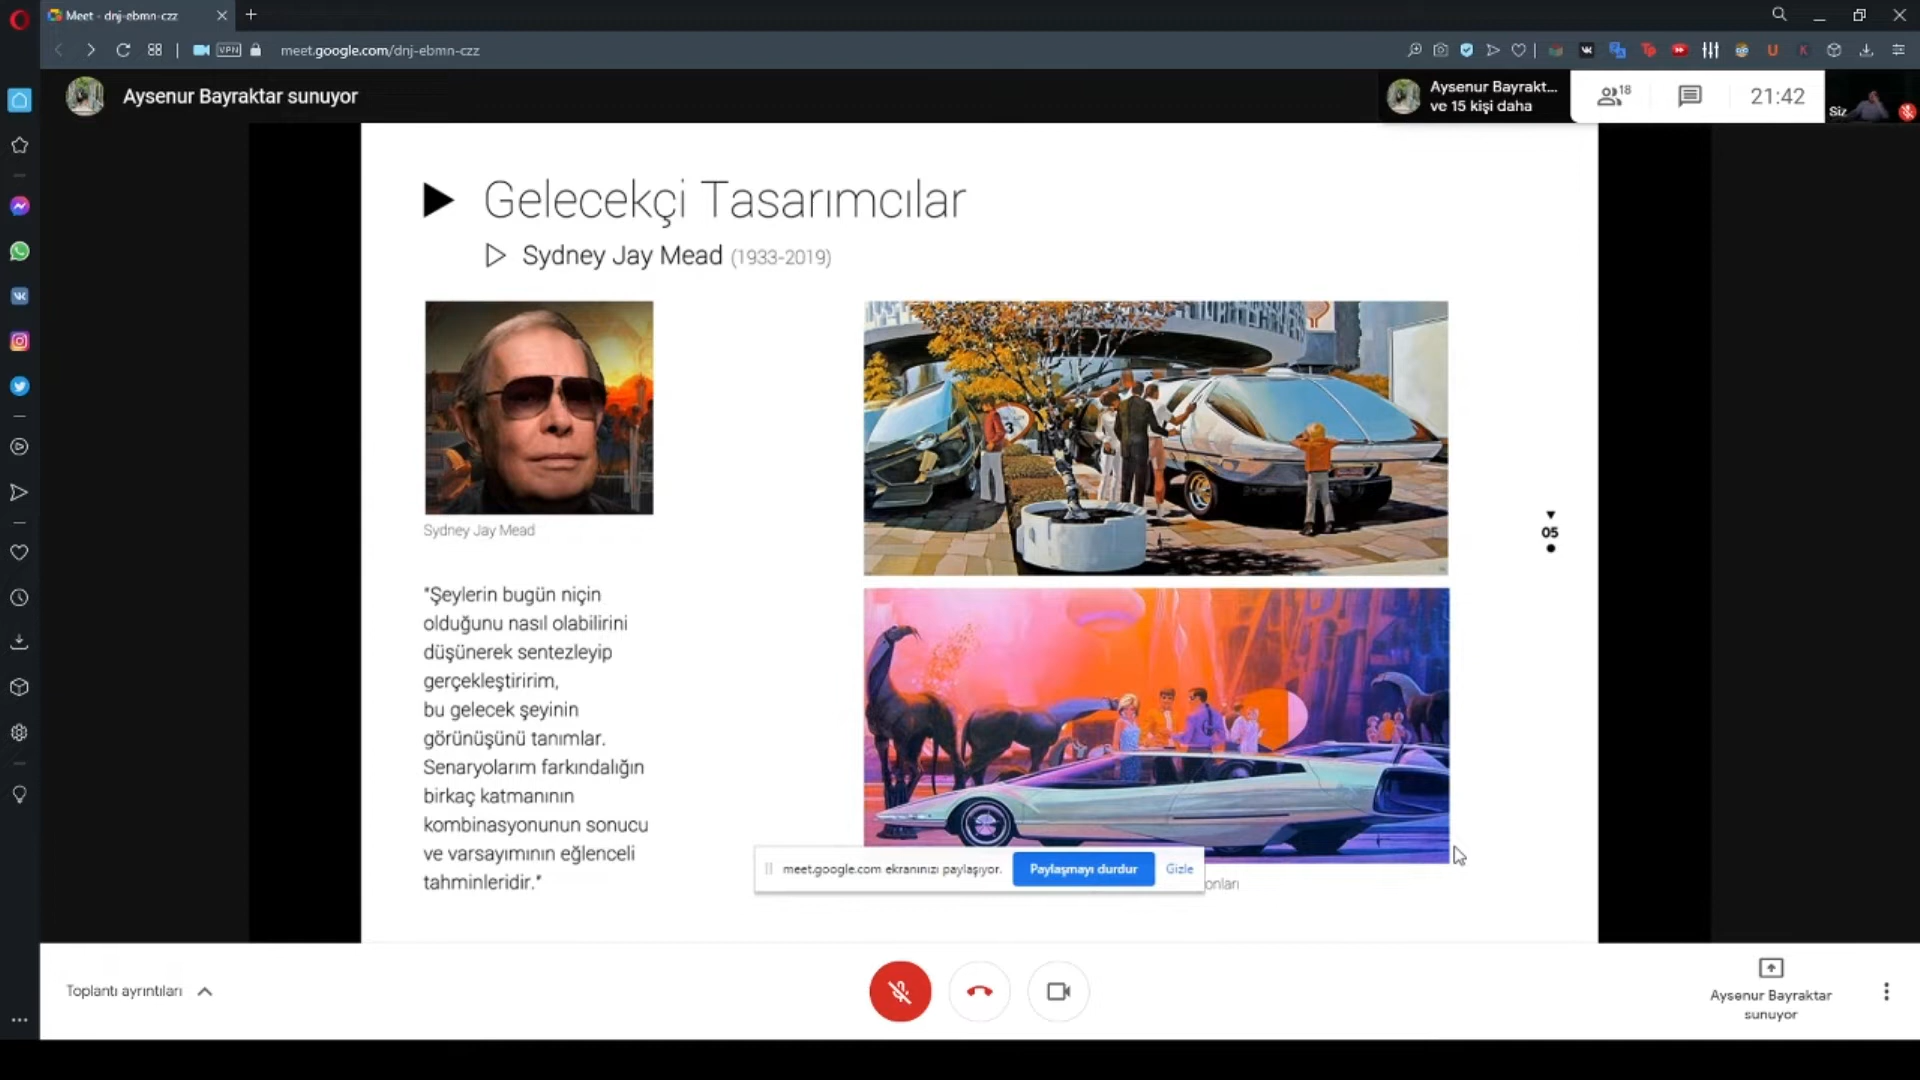 Meet - dnj-ebmn-czz
VPN
meet.google.com/dnj-ebmn-czz
Aysenur Bayraktar sunuyor
Aysenur Bayrakt...
ve 15 kişi daha
18
21:42
Siz
Gelecekçi Tasarımcılar
Sydney Jay Mead (1933-2019)
3
Sydney Jay Mead
05
"Şeylerin bugün niçin
olduğunu nasıl olabilirini
düşünerek sentezleyip
gerçekleştiririm,
bu gelecek şeyinin
görünüşünü tanımlar.
Senaryolarım farkındalığın
birkaç katmanının
kombinasyonunun sonucu
ve varsayımının eğlenceli
tahminleridir."
meet.google.com ekranınızı paylaşıyor.
Paylaşmayı durdur
Gizle
onları
Toplantı ayrıntıları
Aysenur Bayraktar
sunuyor